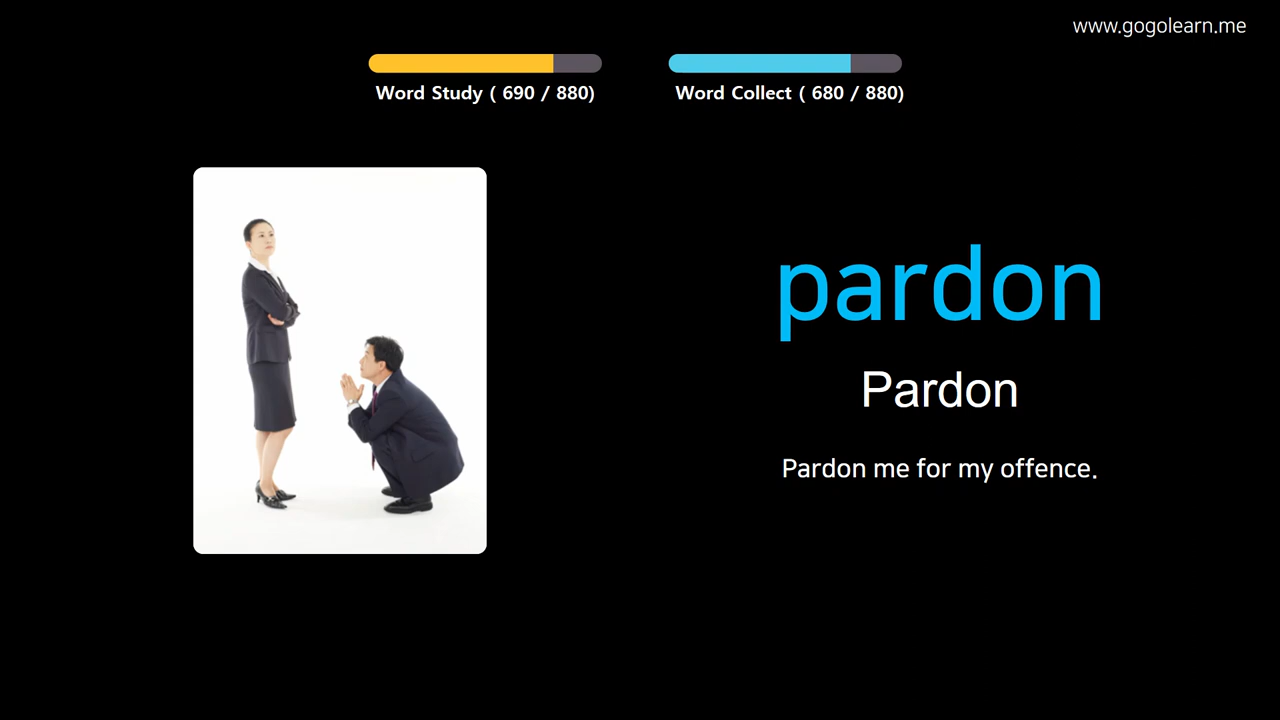 www.gogolearn.me
Word Study ( 690 / 880)
Word Collect ( 680 / 880)
pardon
Pardon
Pardon me for my offence.